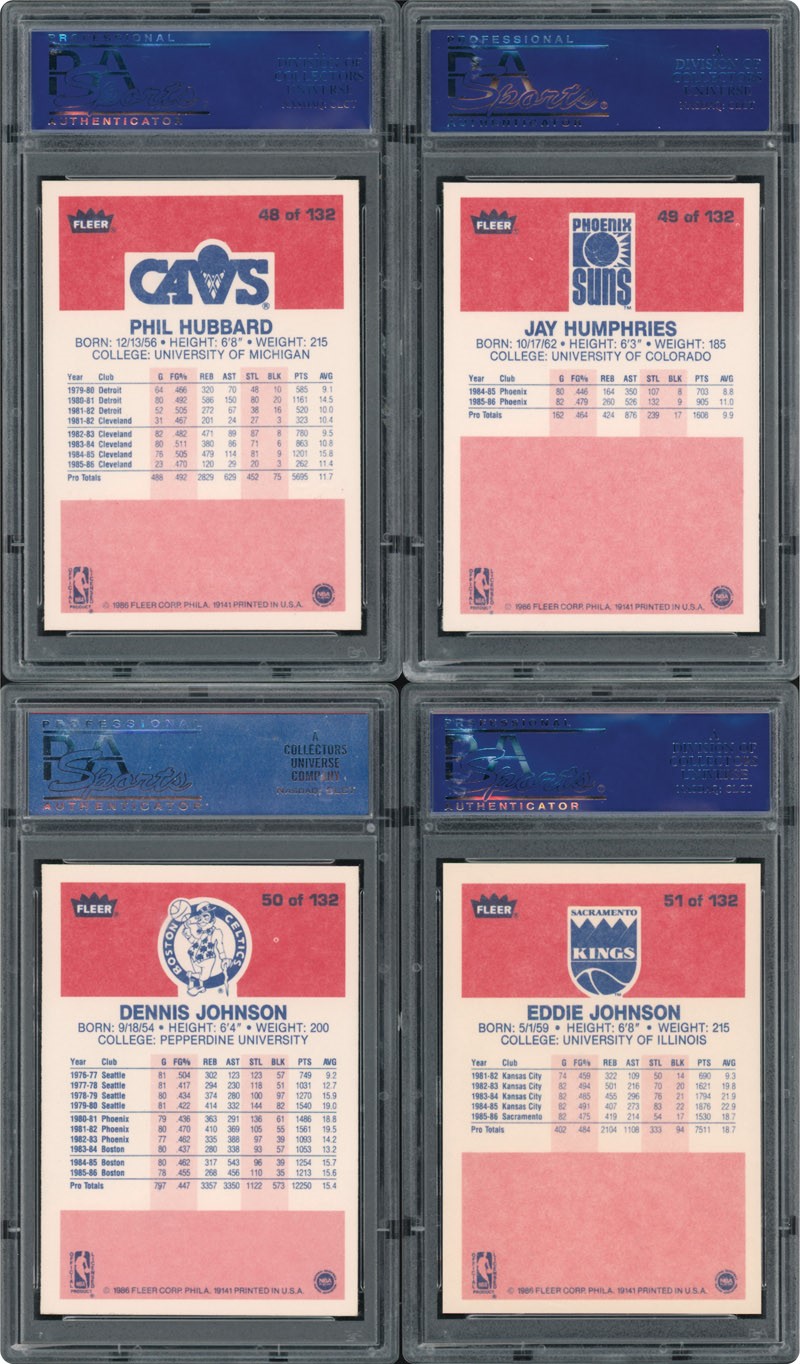 PROFESSIONAL
PSA
Sports
AUTHENTICATOR
A
DIVISION OF
COLLECTORS
UNIVERSE
NASDAQ: CLCT
FLEER
48 of 132
CAVS
PHIL HUBBARD
BORN: 12/13/56 • HEIGHT: 6'8" • WEIGHT: 215
COLLEGE: UNIVERSITY OF MICHIGAN
Year Club G FG% REB AST STL BLK PTS AVG
1979-80 Detroit 64 .466 320 70 48 10 585 9.1
1980-81 Detroit 80 .492 586 150 80 20 1161 14.5
1981-82 Detroit 52 .505 272 67 38 16 520 10.0
1981-82 Cleveland 31 .467 201 24 27 3 323 10.4
1982-83 Cleveland 82 .482 471 89 87 8 780 9.5
1983-84 Cleveland 80 .511 380 86 71 6 863 10.8
1984-85 Cleveland 76 .505 479 114 81 9 1201 15.8
1985-86 Cleveland 23 .470 120 29 20 3 262 11.4
Pro Totals 488 .492 2829 629 452 75 5695 11.7
NBA
© 1986 FLEER CORP. PHILA. 19141 PRINTED IN U.S.A.
PROFESSIONAL
PSA
Sports
AUTHENTICATOR
A
DIVISION OF
COLLECTORS
UNIVERSE
NASDAQ: CLCT
FLEER
49 of 132
PHOENIX
SUNS
JAY HUMPHRIES
BORN: 10/17/62 • HEIGHT: 6'3" • WEIGHT: 185
COLLEGE: UNIVERSITY OF COLORADO
Year Club G FG% REB AST STL BLK PTS AVG
1984-85 Phoenix 80 .446 164 350 107 8 703 8.8
1985-86 Phoenix 82 .479 260 526 132 9 905 11.0
Pro Totals 162 .464 424 876 239 17 1608 9.9
NBA
© 1986 FLEER CORP. PHILA. 19141 PRINTED IN U.S.A.
PROFESSIONAL
PSA
Sports
AUTHENTICATOR
A
COLLECTORS
UNIVERSE
COMPANY
NASDAQ: CLCT
FLEER
50 of 132
BOSTON CELTICS
DENNIS JOHNSON
BORN: 9/18/54 • HEIGHT: 6'4" • WEIGHT: 200
COLLEGE: PEPPERDINE UNIVERSITY
Year Club G FG% REB AST STL BLK PTS AVG
1976-77 Seattle 81 .504 302 123 123 57 749 9.2
1977-78 Seattle 81 .417 294 230 118 51 1031 12.7
1978-79 Seattle 80 .434 374 280 100 97 1270 15.9
1979-80 Seattle 81 .422 414 332 144 82 1540 19.0
1980-81 Phoenix 79 .436 363 291 136 61 1486 18.8
1981-82 Phoenix 80 .470 410 369 105 55 1561 19.5
1982-83 Phoenix 77 .462 335 388 97 39 1093 14.2
1983-84 Boston 80 .437 280 338 93 57 1053 13.2
1984-85 Boston 80 .462 317 543 96 39 1254 15.7
1985-86 Boston 78 .455 268 456 110 35 1213 15.6
Pro Totals 797 .447 3357 3350 1122 573 12250 15.4
NBA
© 1986 FLEER CORP. PHILA. 19141 PRINTED IN U.S.A.
PROFESSIONAL
PSA
Sports
AUTHENTICATOR
A
DIVISION OF
COLLECTORS
UNIVERSE
NASDAQ: CLCT
FLEER
51 of 132
SACRAMENTO
KINGS
EDDIE JOHNSON
BORN: 5/1/59 • HEIGHT: 6'8" • WEIGHT: 215
COLLEGE: UNIVERSITY OF ILLINOIS
Year Club G FG% REB AST STL BLK PTS AVG
1981-82 Kansas City 74 .459 322 109 50 14 690 9.3
1982-83 Kansas City 82 .494 501 216 70 20 1621 19.8
1983-84 Kansas City 82 .485 455 296 76 21 1794 21.9
1984-85 Kansas City 82 .491 407 273 83 22 1876 22.9
1985-86 Sacramento 82 .475 419 214 54 17 1530 18.7
Pro Totals 402 .484 2104 1108 333 94 7511 18.7
NBA
© 1986 FLEER CORP. PHILA. 19141 PRINTED IN U.S.A.